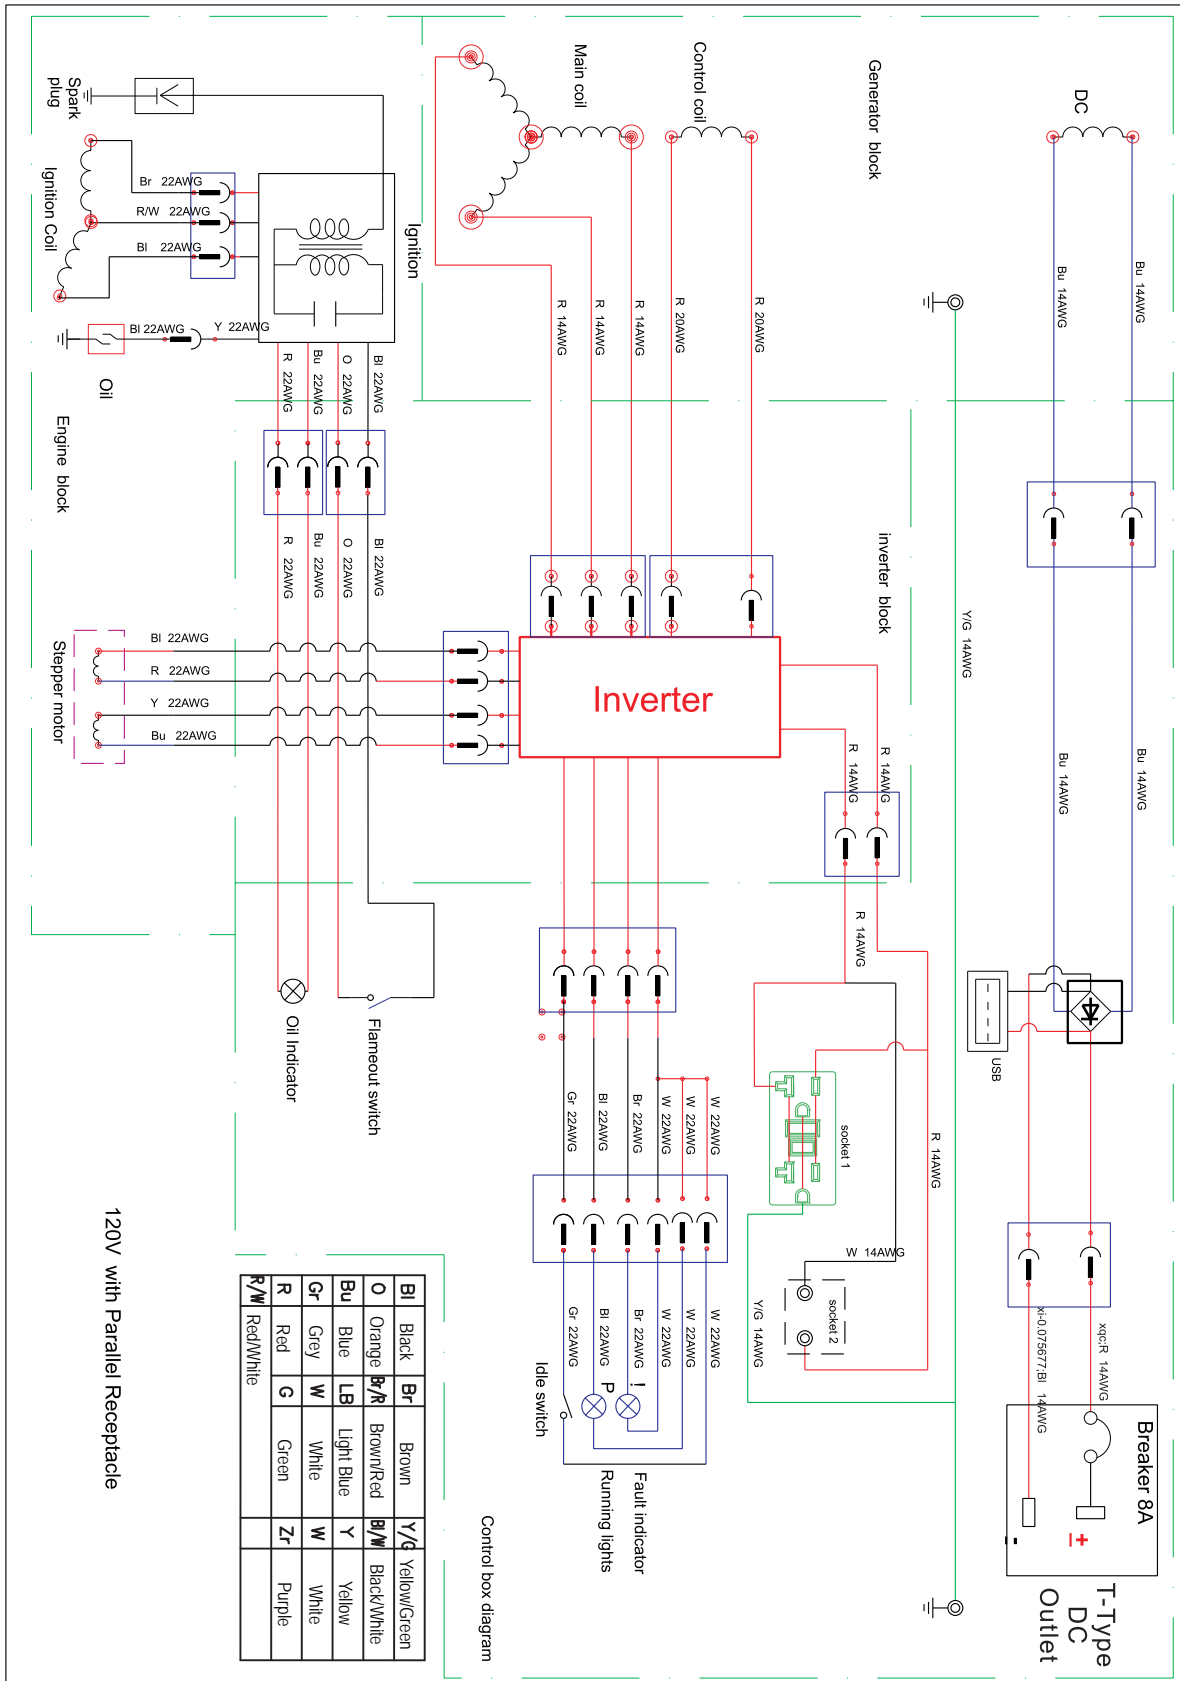 Spark
plug
Ignition Coil
Oil
Engine block
Stepper motor
Ignition
Main coil
Control coil
Generator block
DC
Br 22AWG
R/W 22AWG
Bl 22AWG
Bl 22AWG
Y 22AWG
R 22AWG
Bu 22AWG
O 22AWG
Bl 22AWG
R 22AWG
Bu 22AWG
O 22AWG
Bl 22AWG
R 14AWG
R 14AWG
R 14AWG
R 20AWG
R 20AWG
Bu 14AWG
Bu 14AWG
Y/G 14AWG
inverter block
Bl 22AWG
R 22AWG
Y 22AWG
Bu 22AWG
Inverter
R 14AWG
R 14AWG
Bu 14AWG
Bu 14AWG
R 14AWG
Oil Indicator
Flameout switch
USB
Gr 22AWG
Bl 22AWG
Br 22AWG
W 22AWG
W 22AWG
W 22AWG
socket 1
R 14AWG
W 14AWG
socket 2
Y/G 14AWG
Gr 22AWG
Bl 22AWG
Br 22AWG
W 22AWG
W 22AWG
W 22AWG
Idle switch
P
!
Running lights
Fault indicator
xi-0.075677;Bl 14AWG
xqc;R 14AWG
Breaker 8A
+
-
T-Type
DC
Outlet
Control box diagram
Bl Black Br Brown Y/G Yellow/Green
O Orange Br/R Brown/Red Bl/W Black/White
Bu Blue LB Light Blue Y Yellow
Gr Grey W White W White
R Red G Green Zr Purple
R/W Red/White
120V with Parallel Receptacle